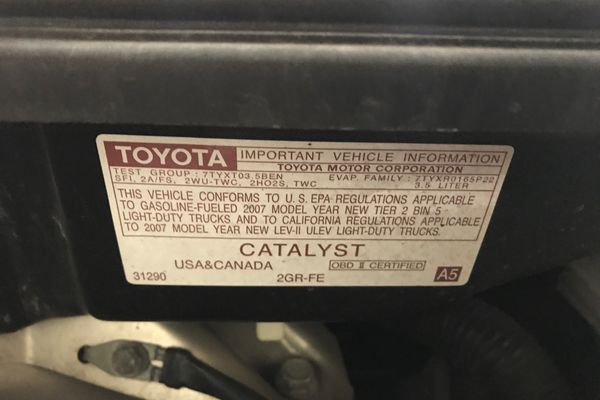 TOYOTA IMPORTANT VEHICLE INFORMATION
TOYOTA MOTOR CORPORATION
TEST GROUP : 7TYXT03.5BEN EVAP. FAMILY : 7TYXR0165P22
SFI, 2A/FS, 2WU-TWC, 2HO2S, TWC 3.5 LITER
THIS VEHICLE CONFORMS TO U.S. EPA REGULATIONS APPLICABLE
TO GASOLINE-FUELED 2007 MODEL YEAR NEW TIER 2 BIN 5
LIGHT-DUTY TRUCKS AND TO CALIFORNIA REGULATIONS APPLICABLE
TO 2007 MODEL YEAR NEW LEV-II ULEV LIGHT-DUTY TRUCKS.
CATALYST
USA&CANADA OBD II CERTIFIED
31290 2GR-FE A5